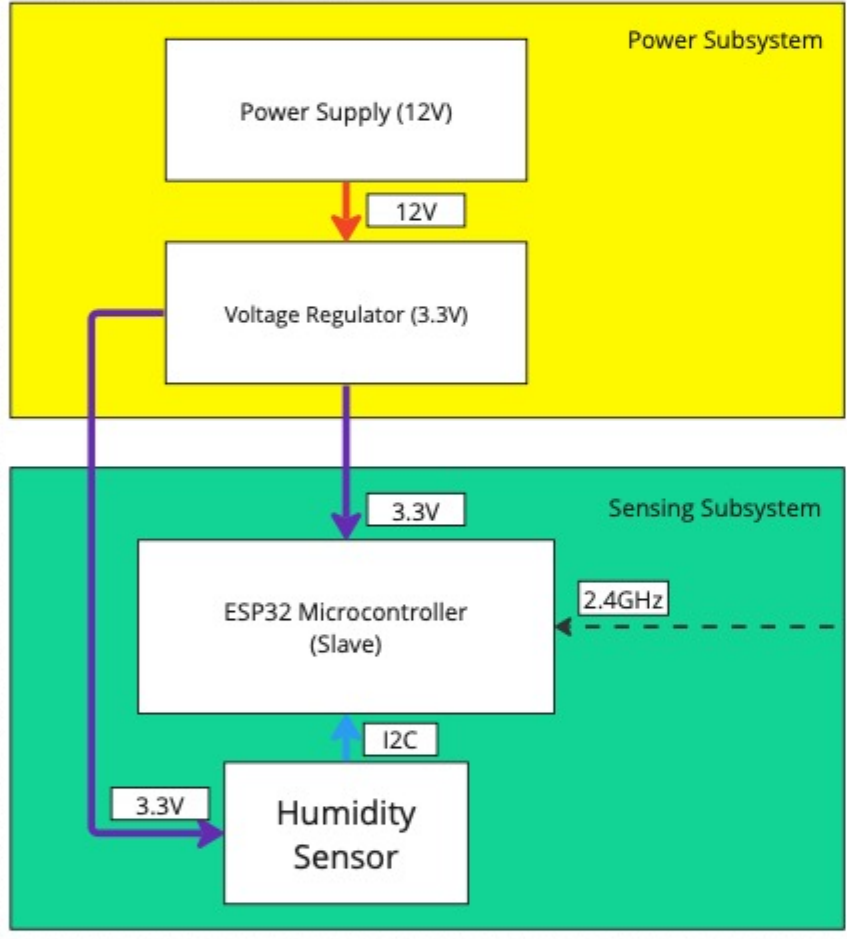 Power Subsystem
Power Supply (12V)
12V
Voltage Regulator (3.3V)
3.3V
Sensing Subsystem
2.4GHz
ESP32 Microcontroller
(Slave)
I2C
3.3V
Humidity
Sensor